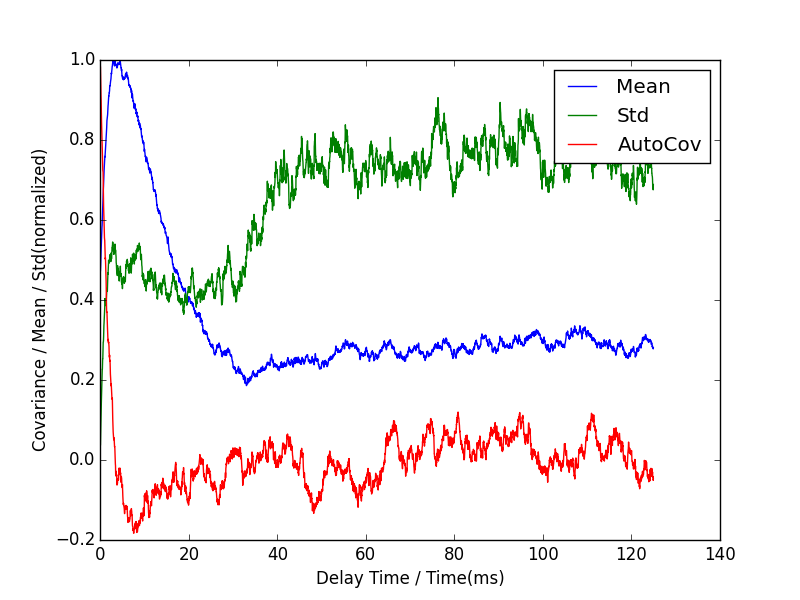 Mean
Std
AutoCov
1.0
0.8
0.6
0.4
0.2
0.0
−0.2
0 20 40 60 80 100 120 140
Delay Time / Time(ms)
Covariance / Mean / Std(normalized)